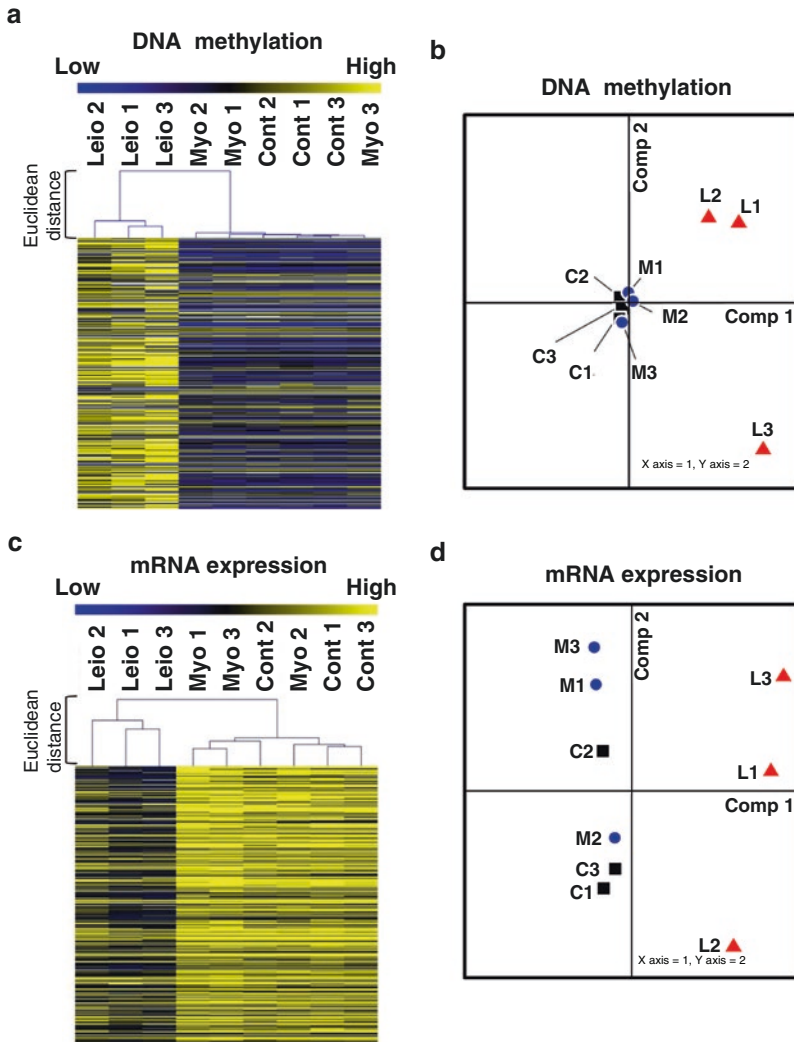 a
DNA methylation
Low High
Leio 2
Leio 1
Leio 3
Myo 2
Myo 1
Cont 2
Cont 1
Cont 3
Myo 3
Euclidean
distance
b
DNA methylation
Comp 2
L2 L1
C2 M1
Comp 1
M2
C3
C1 M3
L3
X axis = 1, Y axis = 2
c
mRNA expression
Low High
Leio 2
Leio 1
Leio 3
Myo 1
Myo 3
Cont 2
Myo 2
Cont 1
Cont 3
Euclidean
distance
d
mRNA expression
Comp 2
M3
L3
M1
C2
L1
Comp 1
M2
C3
C1
L2
X axis = 1, Y axis = 2